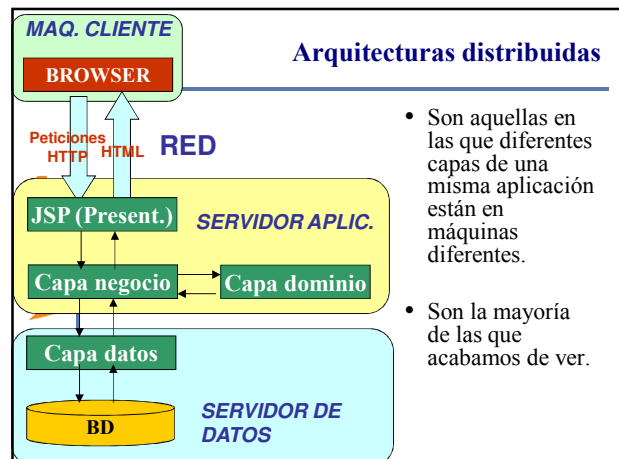 MAQ. CLIENTE
BROWSER
Arquitecturas distribuidas
Peticiones
HTTP
HTML
RED
JSP (Present.)
SERVIDOR APLIC.
Capa negocio
Capa dominio
Capa datos
BD
SERVIDOR DE
DATOS
• Son aquellas en
las que diferentes
capas de una
misma aplicación
están en
máquinas
diferentes.
• Son la mayoría
de las que
acabamos de ver.